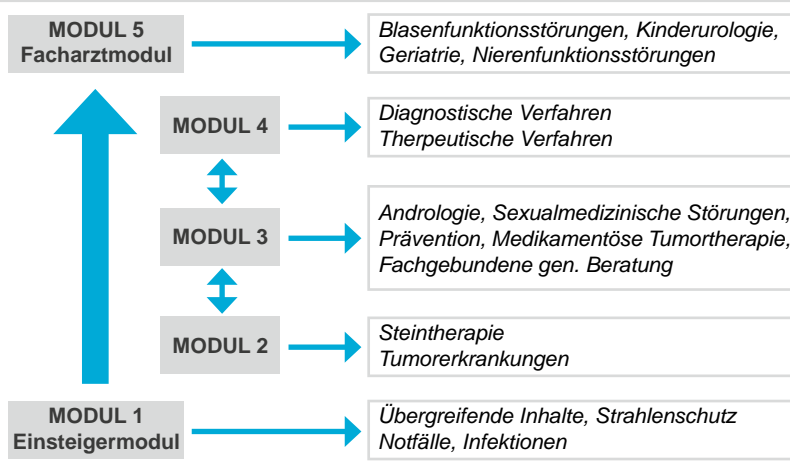 MODUL 5
Facharztmodul
Blasenfunktionsstörungen, Kinderurologie,
Geriatrie, Nierenfunktionsstörungen
MODUL 4
Diagnostische Verfahren
Therpeutische Verfahren
MODUL 3
Andrologie, Sexualmedizinische Störungen,
Prävention, Medikamentöse Tumortherapie,
Fachgebundene gen. Beratung
MODUL 2
Steintherapie
Tumorerkrankungen
MODUL 1
Einsteigermodul
Übergreifende Inhalte, Strahlenschutz
Notfälle, Infektionen